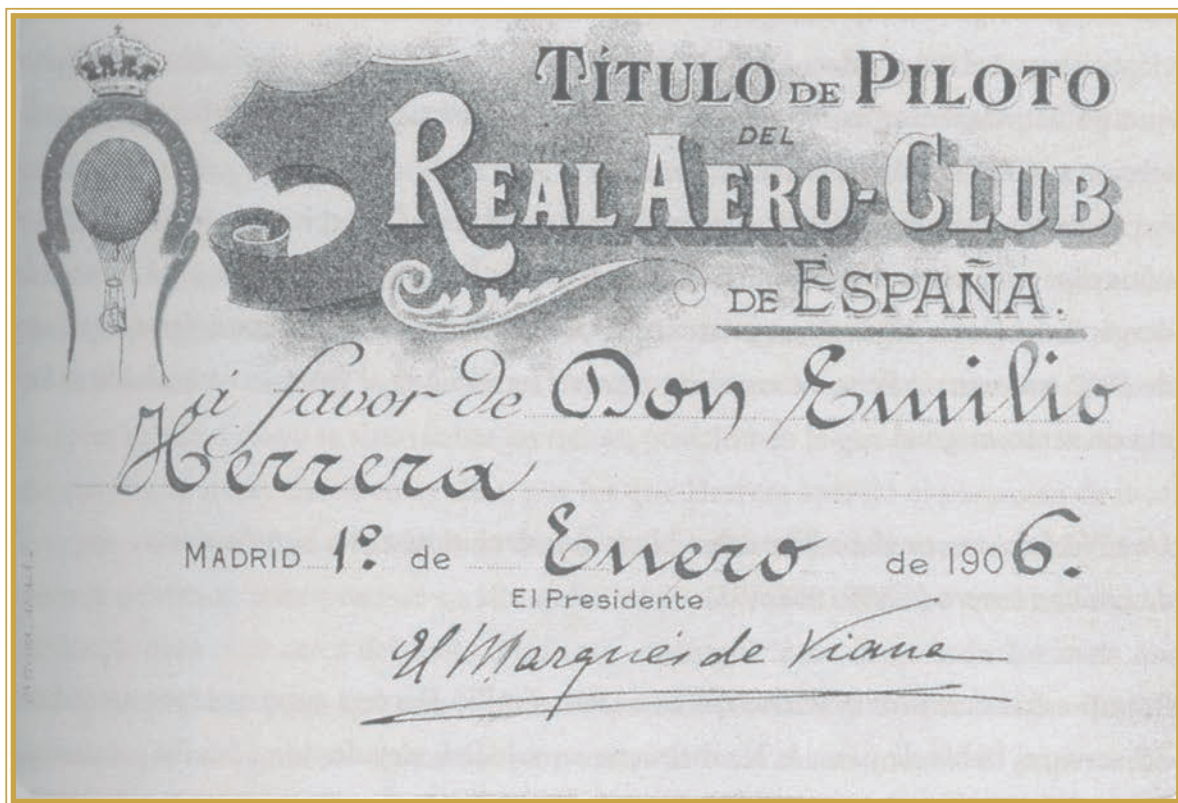 TÍTULO DE PILOTO
DEL
REAL AERO-CLUB
DE ESPAÑA.
á favor de Don Emilio
Herrera
MADRID 1º. de Enero de 1906.
El Presidente
El Marqués de Viana